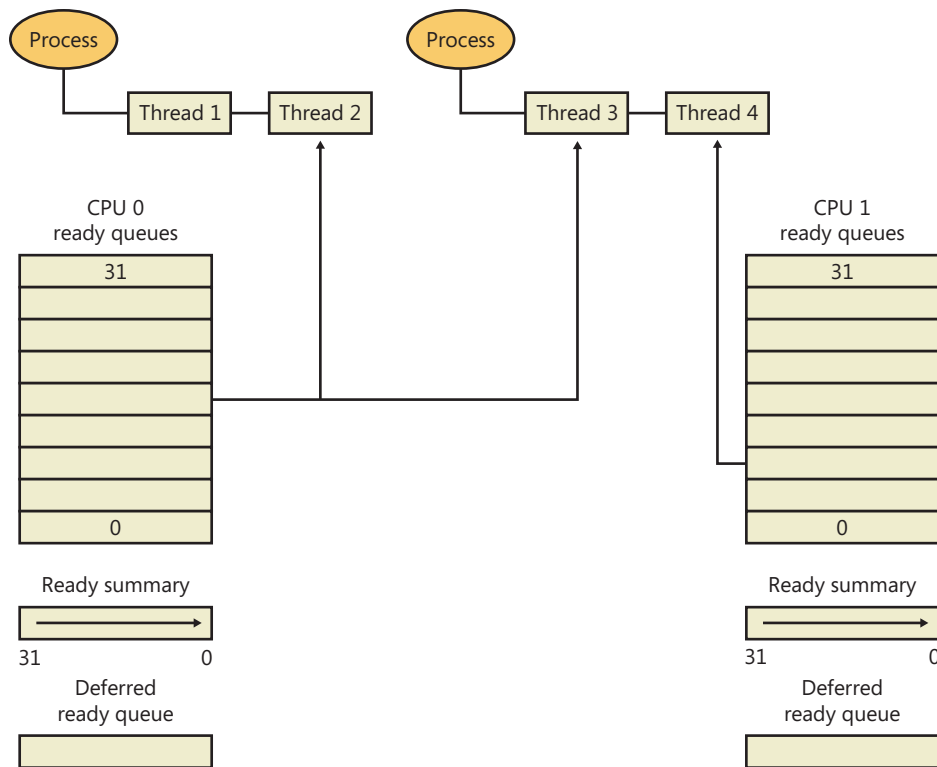 Process
Process
Thread 1
Thread 2
Thread 3
Thread 4
CPU 0
ready queues
31
0
Ready summary
31
0
Deferred
ready queue
CPU 1
ready queues
31
0
Ready summary
31
0
Deferred
ready queue